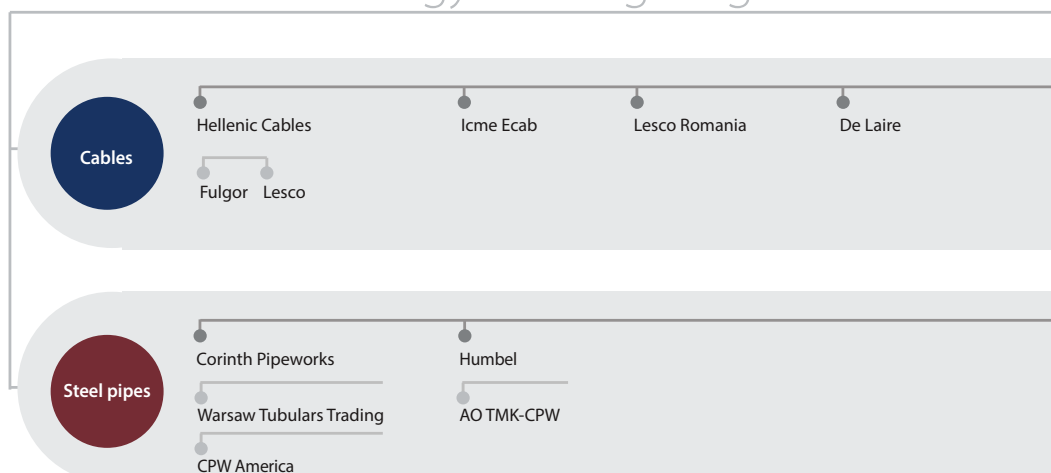 Cables
Hellenic Cables
Icme Ecab
Lesco Romania
De Laire
Fulgor
Lesco
Steel pipes
Corinth Pipeworks
Humbel
Warsaw Tubulars Trading
AO TMK-CPW
CPW America